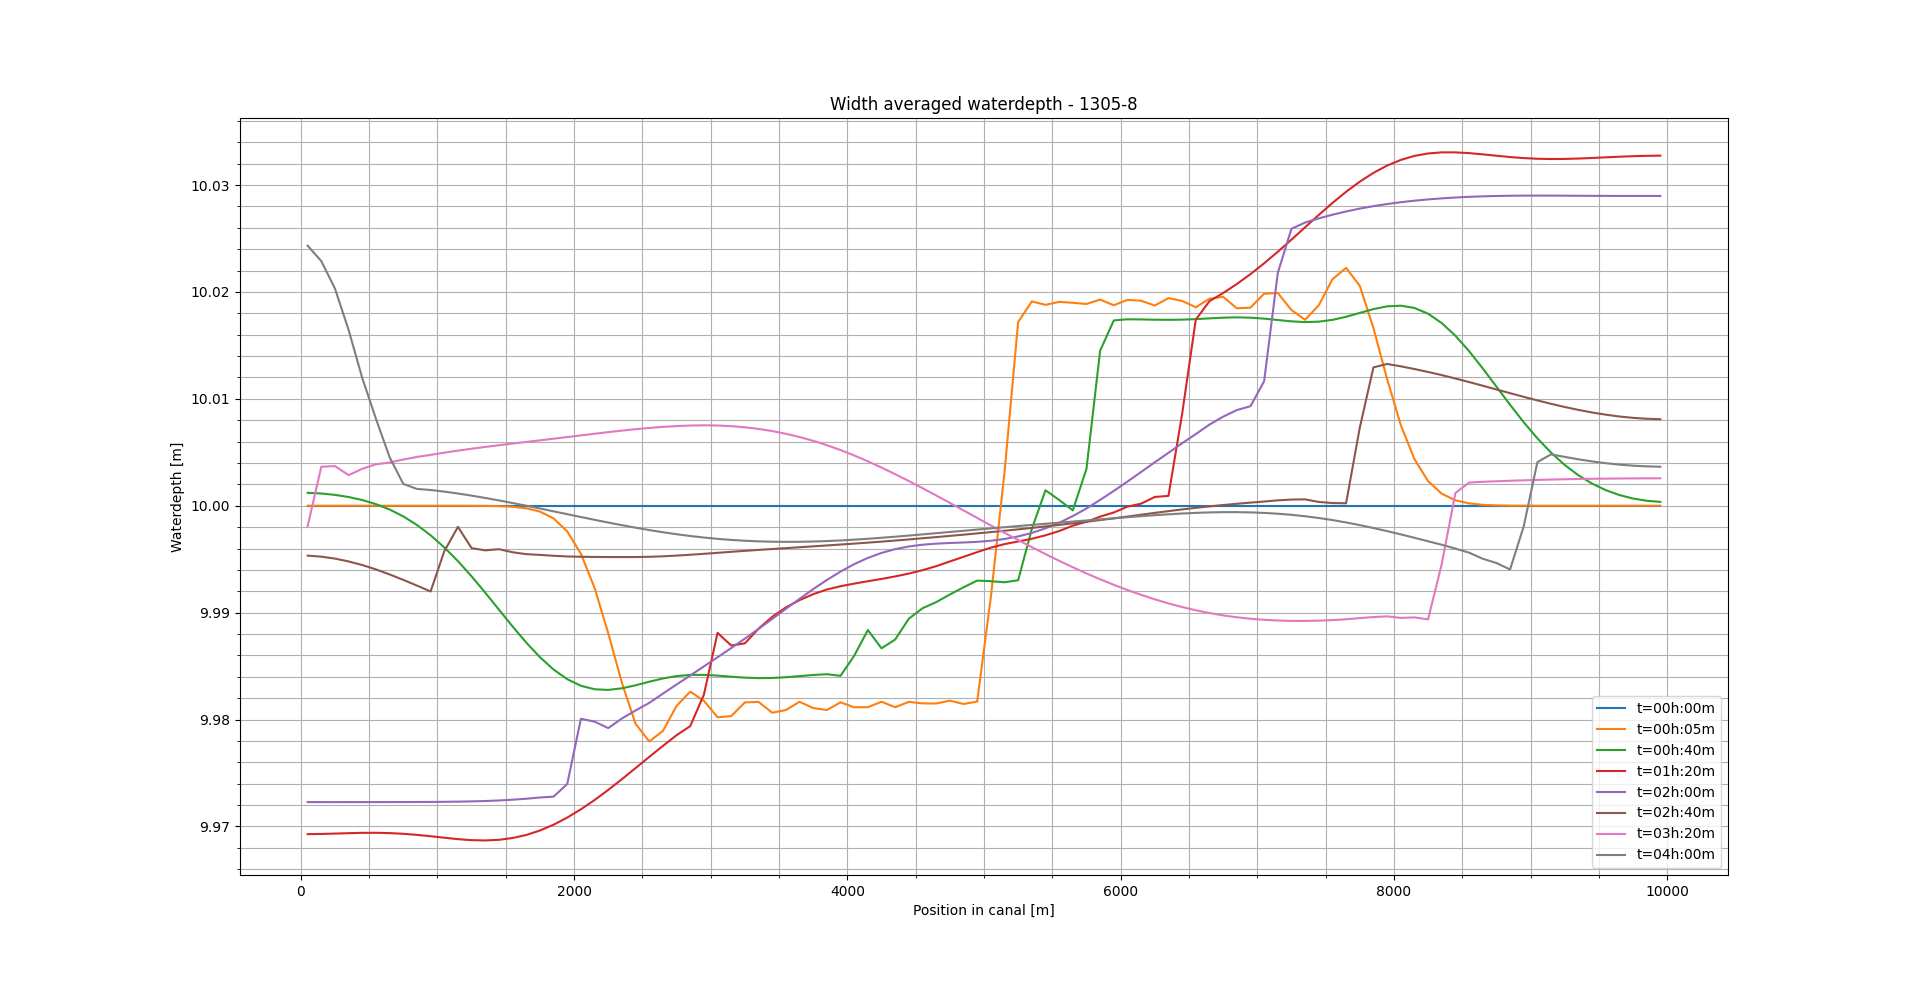 Width averaged waterdepth - 1305-8
Waterdepth [m]
10.03
10.02
10.01
10.00
9.99
9.98
9.97
0 2000 4000 6000 8000 10000
Position in canal [m]
t=00h:00m
t=00h:05m
t=00h:40m
t=01h:20m
t=02h:00m
t=02h:40m
t=03h:20m
t=04h:00m